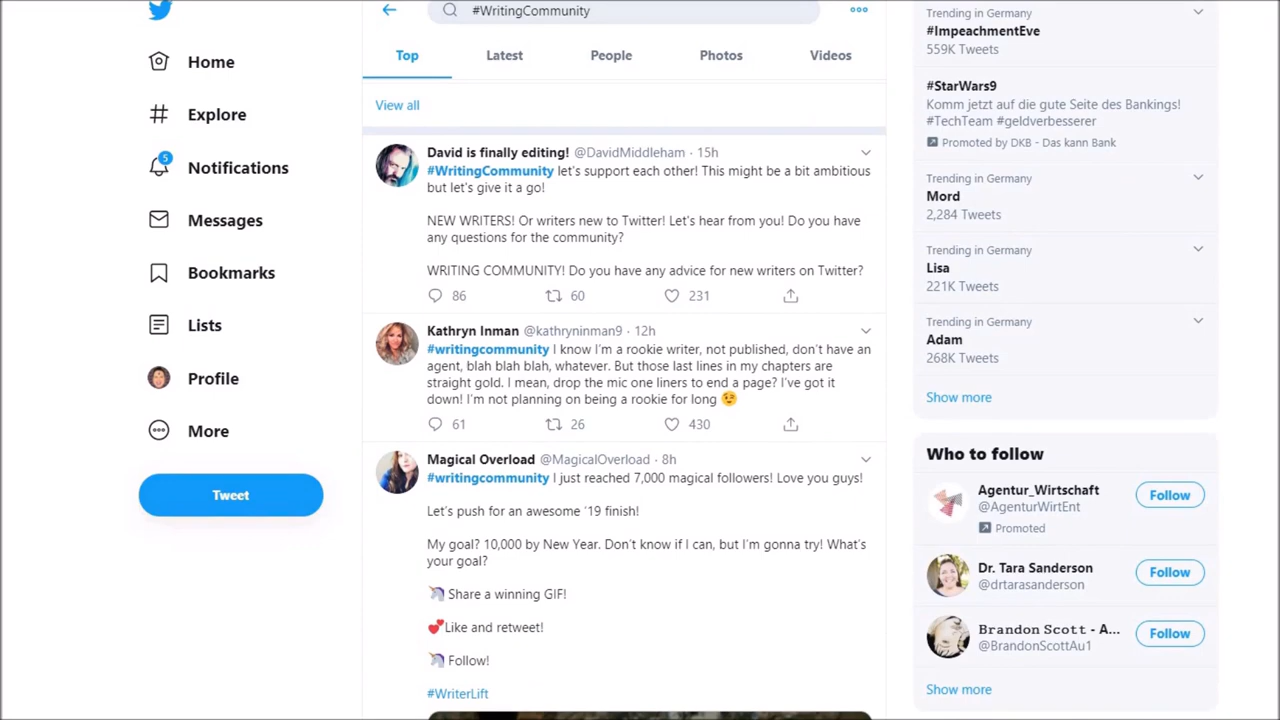 #WritingCommunity
Top
Latest
People
Photos
Videos
Home
Explore
5
Notifications
Messages
Bookmarks
Lists
Profile
More
Tweet
View all
David is finally editing! @DavidMiddleham · 15h
#WritingCommunity let's support each other! This might be a bit ambitious
but let's give it a go!
NEW WRITERS! Or writers new to Twitter! Let's hear from you! Do you have
any questions for the community?
WRITING COMMUNITY! Do you have any advice for new writers on Twitter?
86 60 231
Kathryn Inman @kathryninman9 · 12h
#writingcommunity I know I'm a rookie writer, not published, don't have an
agent, blah blah blah, whatever. But those last lines in my chapters are
straight gold. I mean, drop the mic one liners to end a page? I've got it
down! I'm not planning on being a rookie for long 😉
61 26 430
Magical Overload @MagicalOverload · 8h
#writingcommunity I just reached 7,000 magical followers! Love you guys!
Let's push for an awesome '19 finish!
My goal? 10,000 by New Year. Don't know if I can, but I'm gonna try! What's
your goal?
🦄 Share a winning GIF!
💕Like and retweet!
🦄 Follow!
#WriterLift
Trending in Germany
#ImpeachmentEve
559K Tweets
#StarWars9
Komm jetzt auf die gute Seite des Bankings!
#TechTeam #geldverbesserer
Promoted by DKB - Das kann Bank
Trending in Germany
Mord
2,284 Tweets
Trending in Germany
Lisa
221K Tweets
Trending in Germany
Adam
268K Tweets
Show more
Who to follow
Agentur_Wirtschaft
@AgenturWirtEnt
Promoted
Follow
Dr. Tara Sanderson
@drtarasanderson
Follow
Brandon Scott - A...
@BrandonScottAu1
Follow
Show more